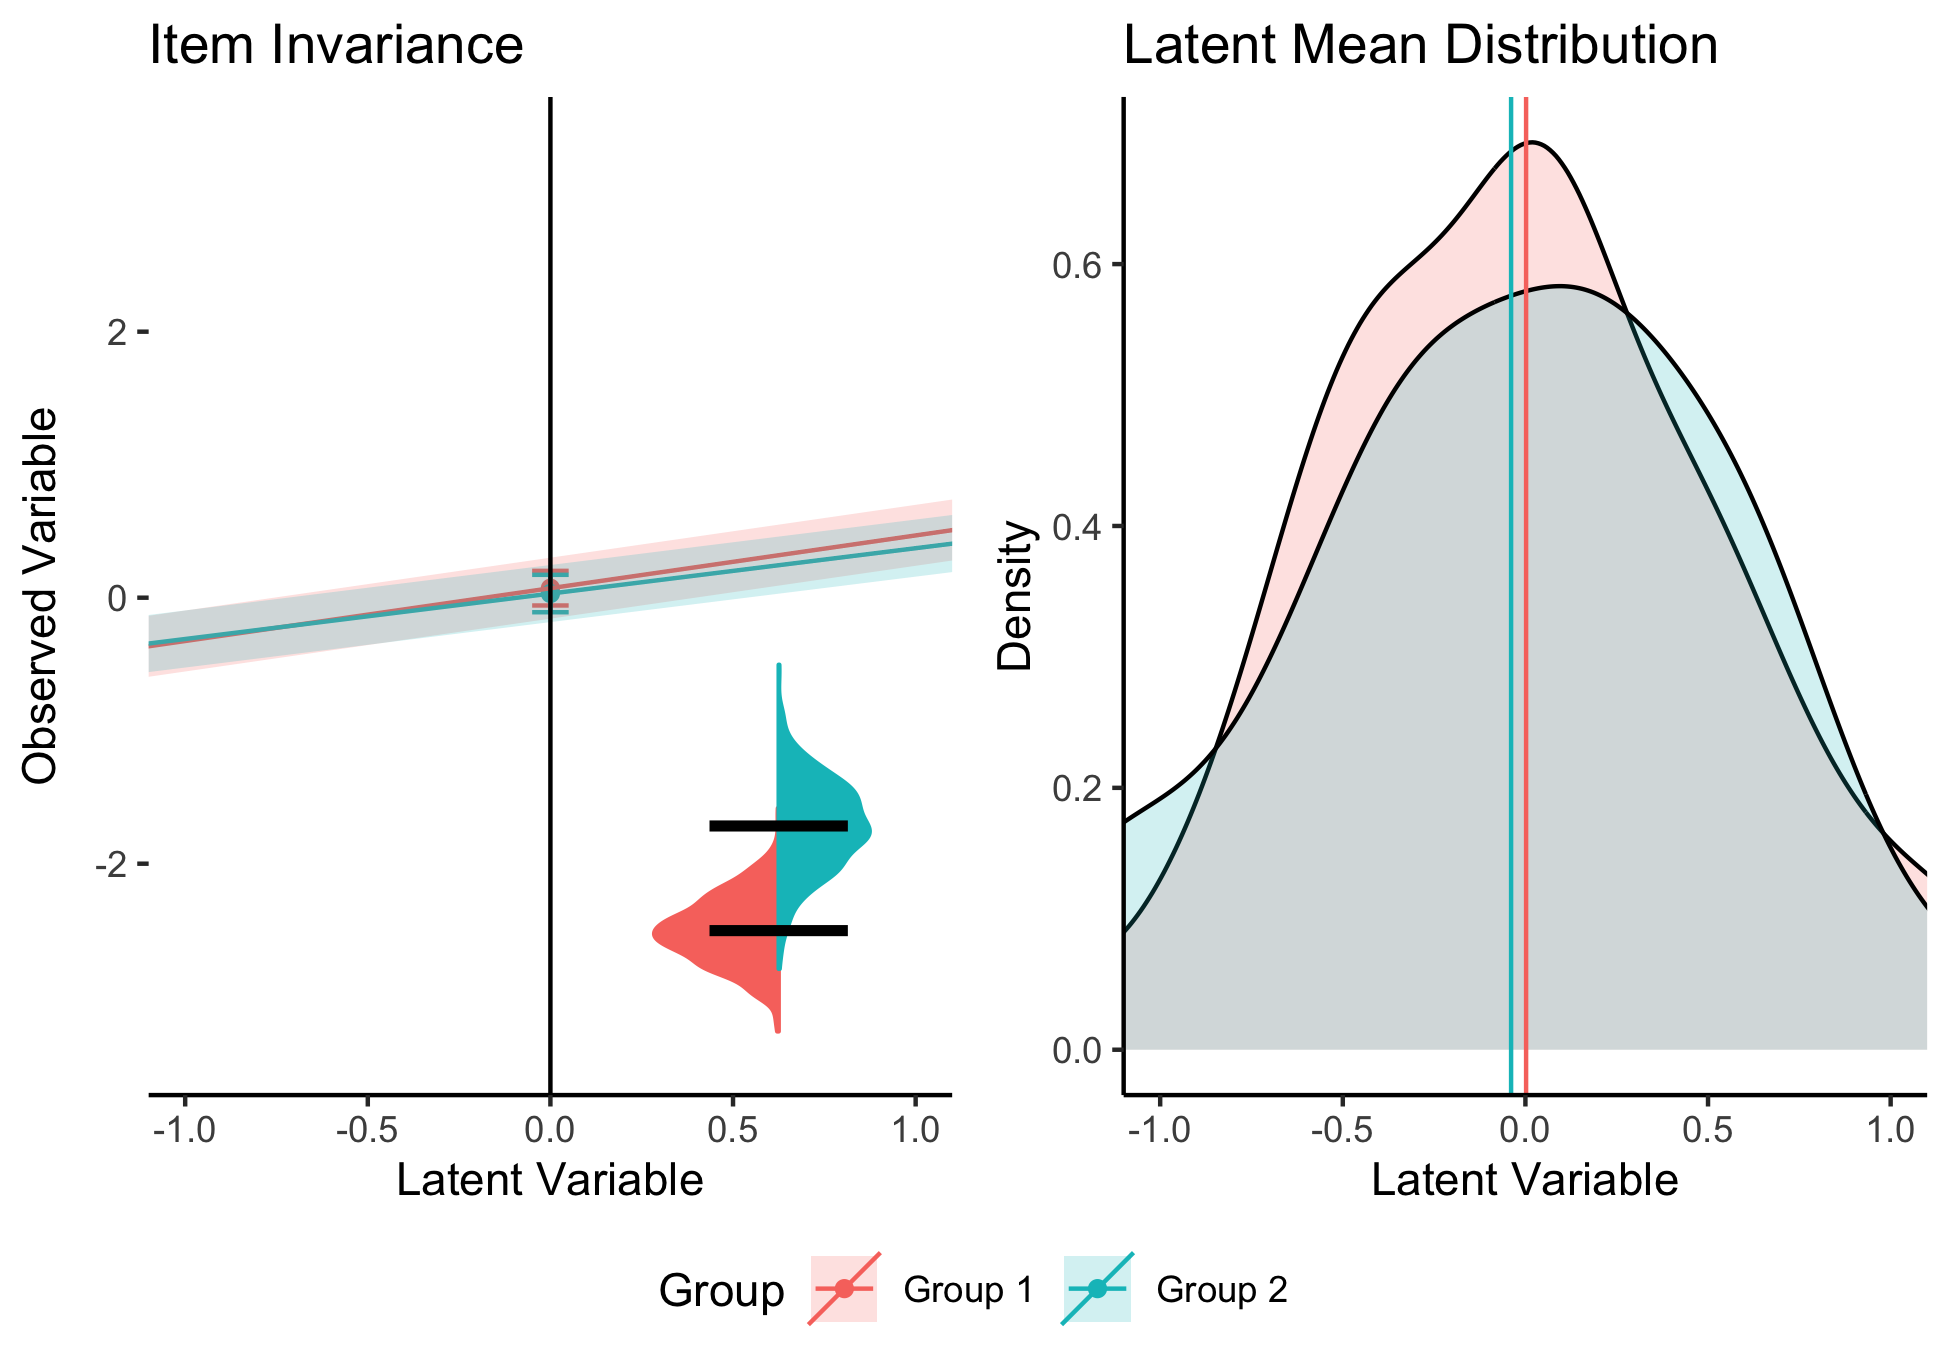 Item Invariance
Observed Variable
2
0
-2
-1.0 -0.5 0.0 0.5 1.0
Latent Variable
Latent Mean Distribution
Density
0.6
0.4
0.2
0.0
-1.0 -0.5 0.0 0.5 1.0
Latent Variable
Group Group 1 Group 2